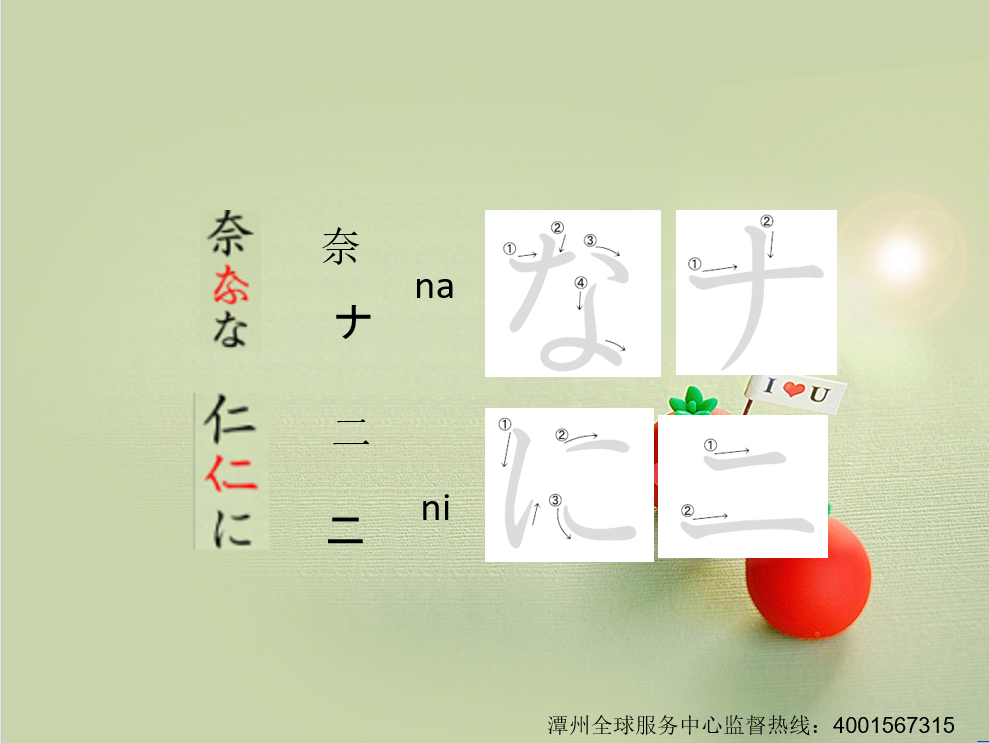 奈
な
な
奈
ナ
na
① ② ③ ④
な
① ②
ナ
I ❤ U
仁
仁
に
二
ニ
ni
① ② ③
に
① ②
ニ
潭州全球服务中心监督热线：4001567315